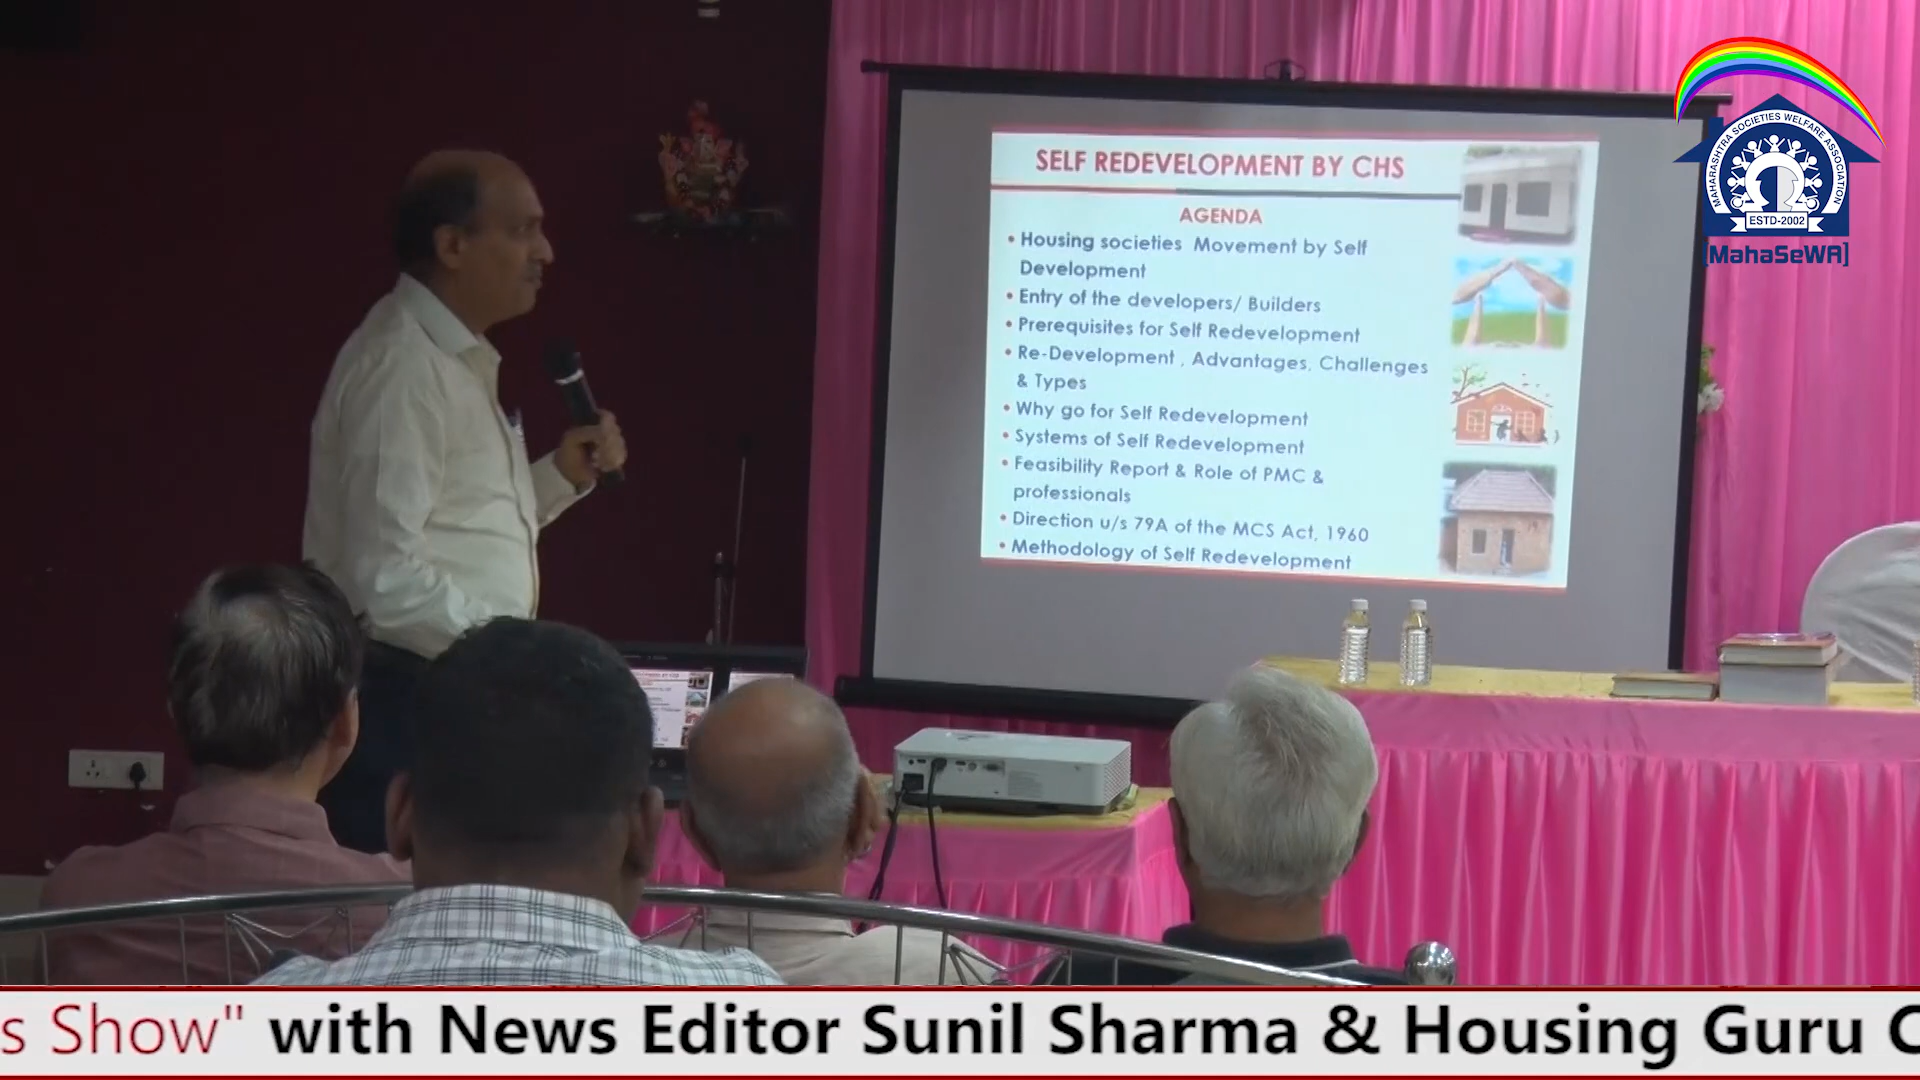 SELF REDEVELOPMENT BY CHS
AGENDA
• Housing societies Movement by Self
Development
• Entry of the developers/ Builders
• Prerequisites for Self Redevelopment
• Re-Development , Advantages, Challenges
& Types
• Why go for Self Redevelopment
• Systems of Self Redevelopment
• Feasibility Report & Role of PMC &
professionals
• Direction u/s 79A of the MCS Act, 1960
• Methodology of Self Redevelopment
MAHARASHTRA SOCIETIES WELFARE ASSOCIATION
ESTD-2002
[MahaSeWA]
s Show" with News Editor Sunil Sharma & Housing Guru C